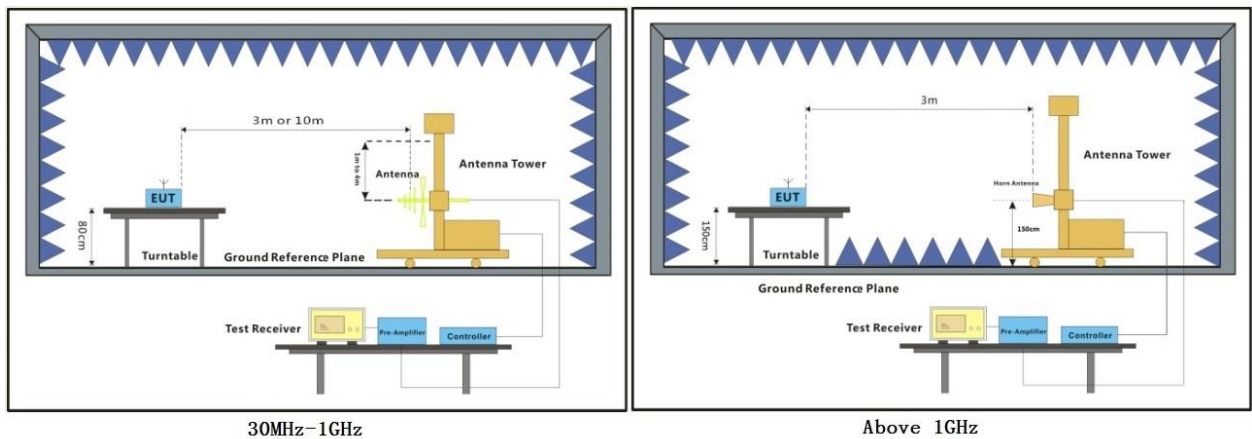 3m or 10m
1m to 4m
Antenna
Antenna Tower
EUT
80cm
Turntable
Ground Reference Plane
Test Receiver
Pre-Amplifier
Controller
30MHz-1GHz
3m
Antenna Tower
Horn Antenna
EUT
150cm
150cm
Turntable
Ground Reference Plane
Test Receiver
Pre-Amplifier
Controller
Above 1GHz